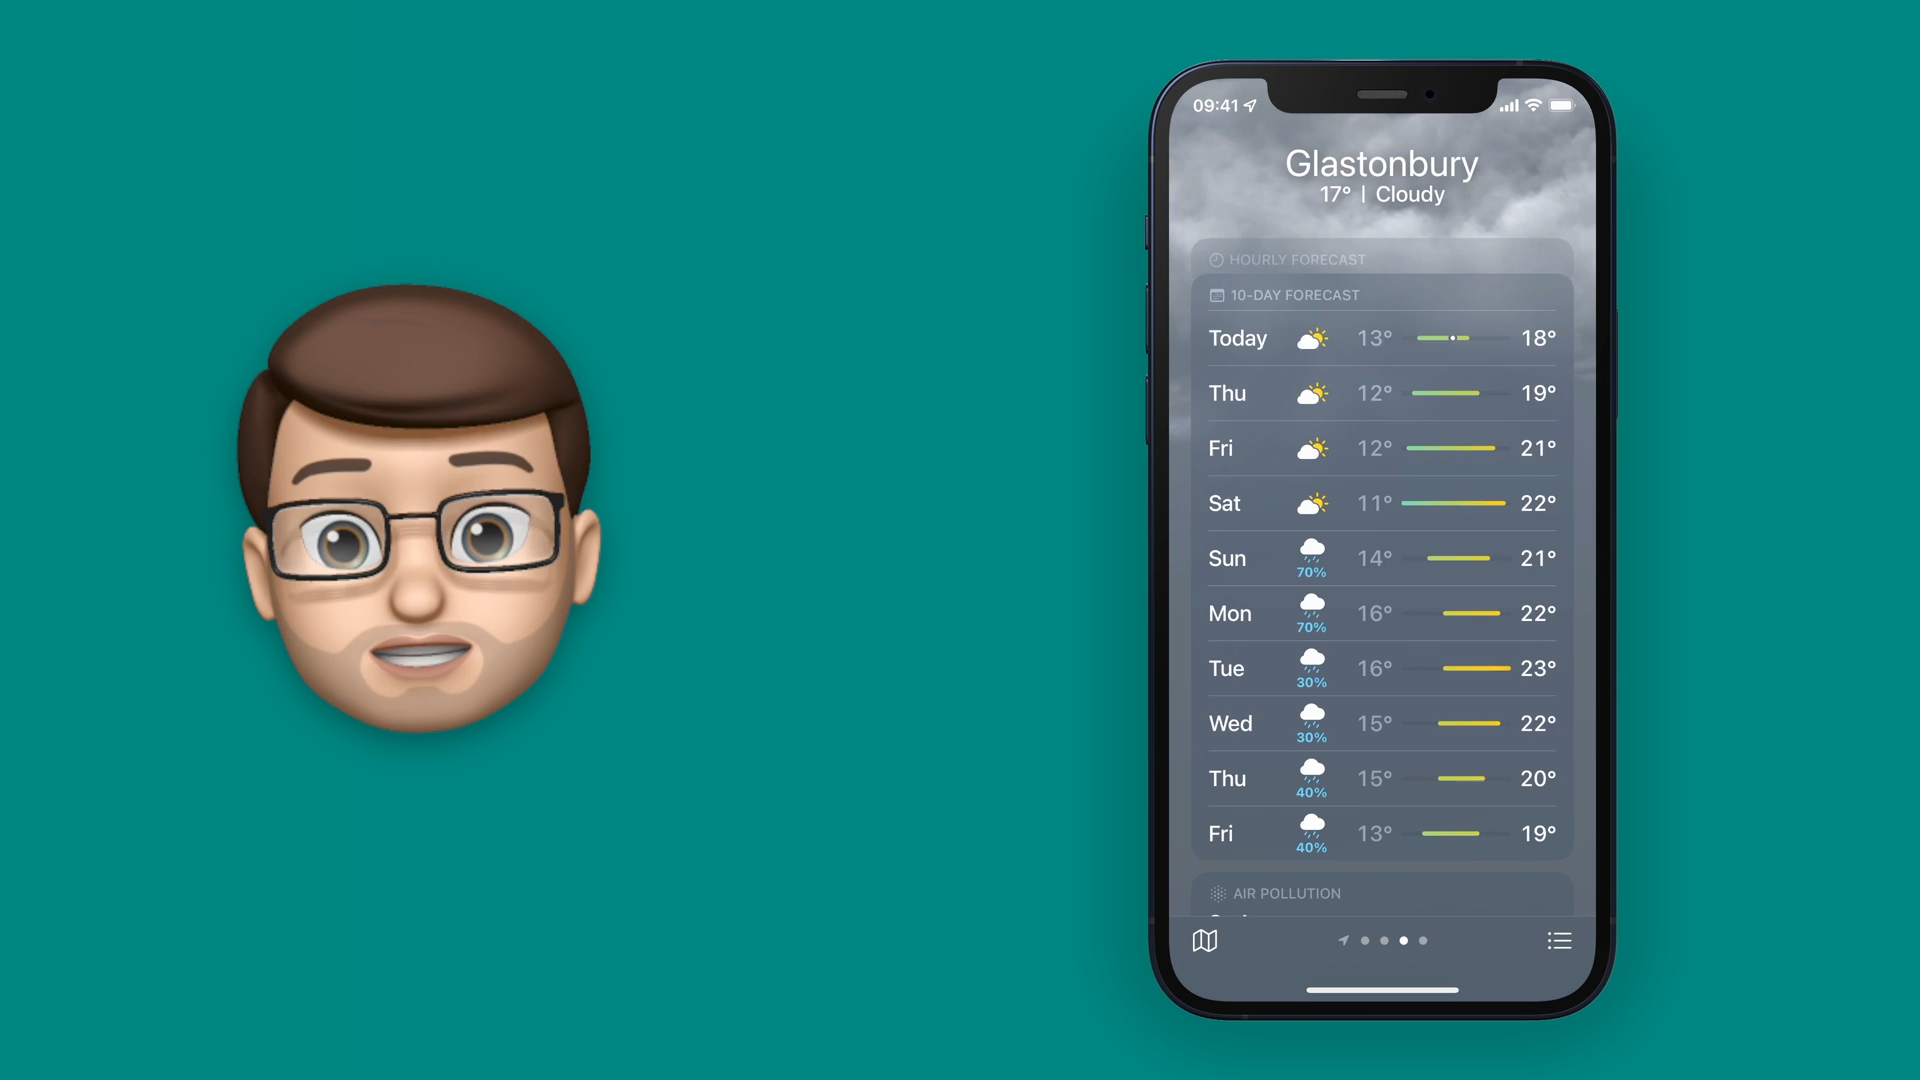 09:41
Glastonbury
17° | Cloudy
HOURLY FORECAST
10-DAY FORECAST
Today 13° 18°
Thu 12° 19°
Fri 12° 21°
Sat 11° 22°
Sun 70% 14° 21°
Mon 70% 16° 22°
Tue 30% 16° 23°
Wed 30% 15° 22°
Thu 40% 15° 20°
Fri 40% 13° 19°
AIR POLLUTION